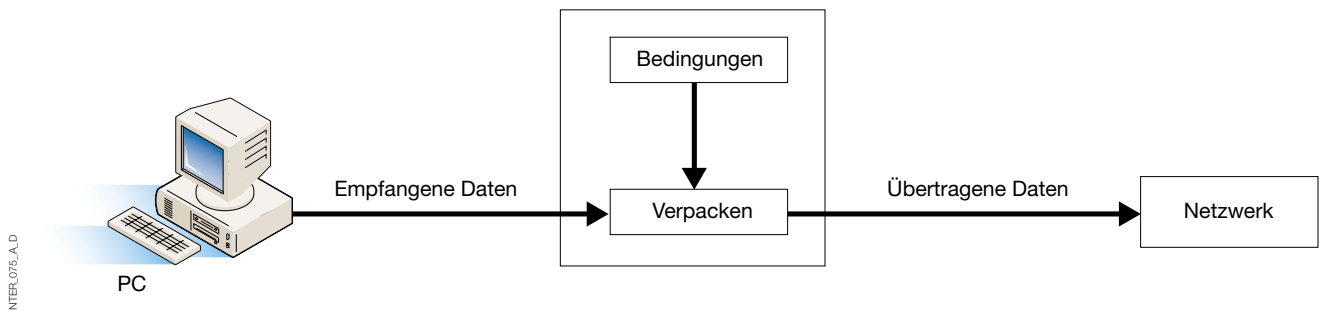 Bedingungen
Empfangene Daten
Verpacken
Übertragene Daten
Netzwerk
PC
NTER_075_A_D